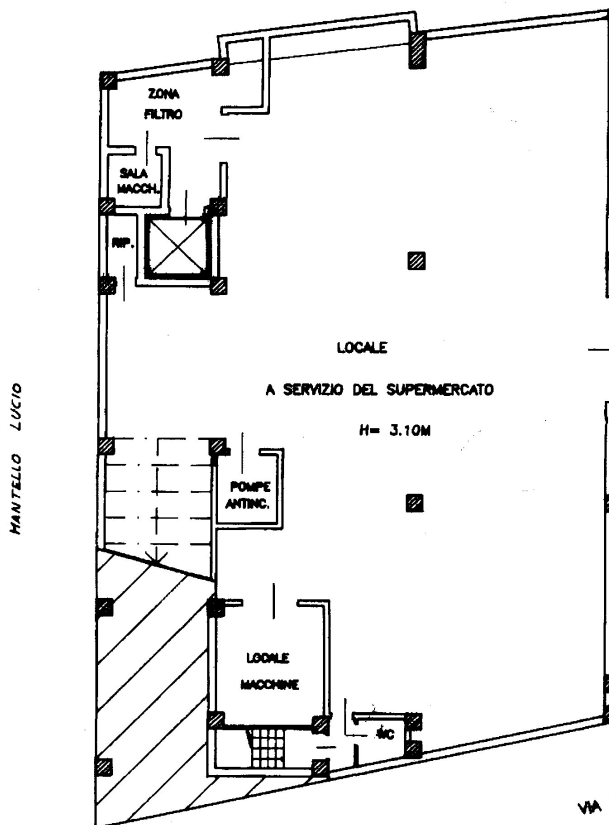 ZONA
FILTRO
SALA
MACCH.
RIP.
LOCALE
A SERVIZIO DEL SUPERMERCATO
H= 3.10M
MANTELLO LUCIO
POMPE
ANTINC.
LOCALE
MACCHINE
WC
VIA